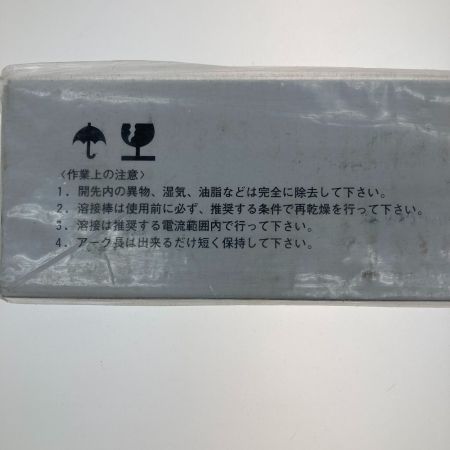 〈作業上の注意〉
1. 開先内の異物、湿気、油脂などは完全に除去して下さい。
2. 溶接棒は使用前に必ず、推奨する条件で再乾燥を行って下さい。
3. 溶接は推奨する電流範囲内で行って下さい。
4. アーク長は出来るだけ短く保持して下さい。